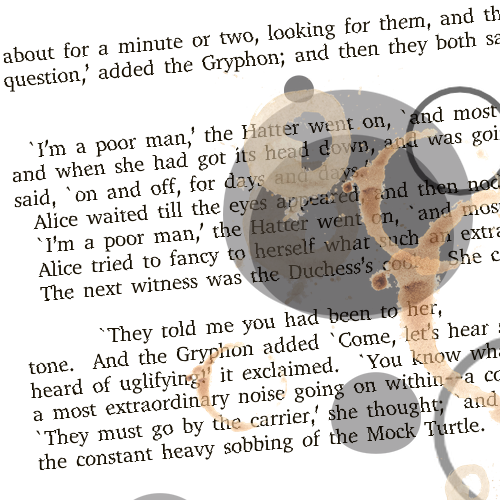 about for a minute or two, looking for them, and
question,' added the Gryphon; and then they both
`I'm a poor man,' the Hatter went on, `and most
and when she had got its head down, and was
said, `on and off, for days and days.'
Alice waited till the eyes appeared, and then
`I'm a poor man,' the Hatter went on, `and
Alice tried to fancy to herself what such an
The next witness was the Duchess's She
`They told me you had been to her,
tone. And the Gryphon added `Come, let's hear
heard of uglifying!' it exclaimed. `You know
a most extraordinary noise going on within--a
`They must go by the carrier,' she thought; `and
the constant heavy sobbing of the Mock Turtle.